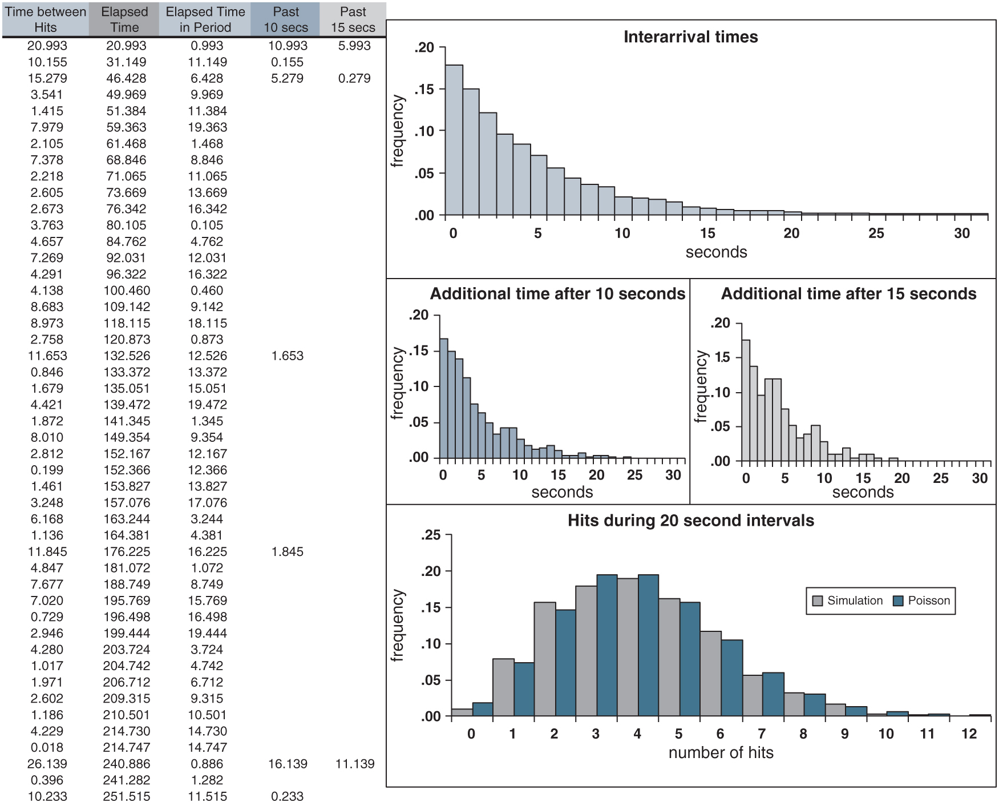 Time between Hits	Elapsed Time	Elapsed Time in Period	Past 10 secs	Past 15 secs
20.993	20.993	0.993	10.993	5.993
10.155	31.149	11.149	0.155
15.279	46.428	6.428	5.279	0.279
3.541	49.969	9.969
1.415	51.384	11.384
7.979	59.363	19.363
2.105	61.468	1.468
7.378	68.846	8.846
2.218	71.065	11.065
2.605	73.669	13.669
2.673	76.342	16.342
3.763	80.105	0.105
4.657	84.762	4.762
7.269	92.031	12.031
4.291	96.322	16.322
4.138	100.460	0.460
8.683	109.142	9.142
8.973	118.115	18.115
2.758	120.873	0.873
11.653	132.526	12.526	1.653
0.846	133.372	13.372
1.679	135.051	15.051
4.421	139.472	19.472
1.872	141.345	1.345
8.010	149.354	9.354
2.812	152.167	12.167
0.199	152.366	12.366
1.461	153.827	13.827
3.248	157.076	17.076
6.168	163.244	3.244
1.136	164.381	4.381
11.845	176.225	16.225	1.845
4.847	181.072	1.072
7.677	188.749	8.749
7.020	195.769	15.769
0.729	196.498	16.498
2.946	199.444	19.444
4.280	203.724	3.724
1.017	204.742	4.742
1.971	206.712	6.712
2.602	209.315	9.315
1.186	210.501	10.501
4.229	214.730	14.730
0.018	214.747	14.747
26.139	240.886	0.886	16.139	11.139
0.396	241.282	1.282
10.233	251.515	11.515	0.233
Interarrival times
frequency
.20
.15
.10
.05
.00
0 5 10 15 20 25 30
seconds
Additional time after 10 seconds
frequency
.20
.15
.10
.05
.00
0 5 10 15 20 25 30
seconds
Additional time after 15 seconds
frequency
.20
15
.10
.05
.00
0 5 10 15 20 25 30
seconds
Hits during 20 second intervals
frequency
.25
.20
.15
.10
.05
.00
Simulation Poisson
0 1 2 3 4 5 6 7 8 9 10 11 12
number of hits